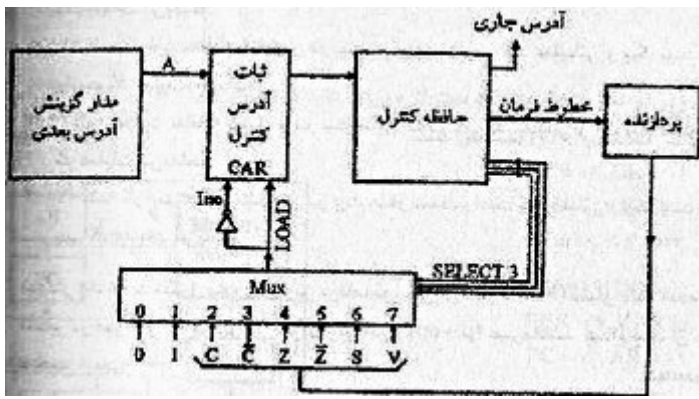 آدرس جاری
مدار گزینش
آدرس بعدی
A
ثبات
آدرس
کنترل
CAR
حافظه کنترل
خطوط فرمان
پردازنده
Inc
LOAD
SELECT 3
Mux
0 1 2 3 4 5 6 7
0 1 C C̄ Z Z̄ S V